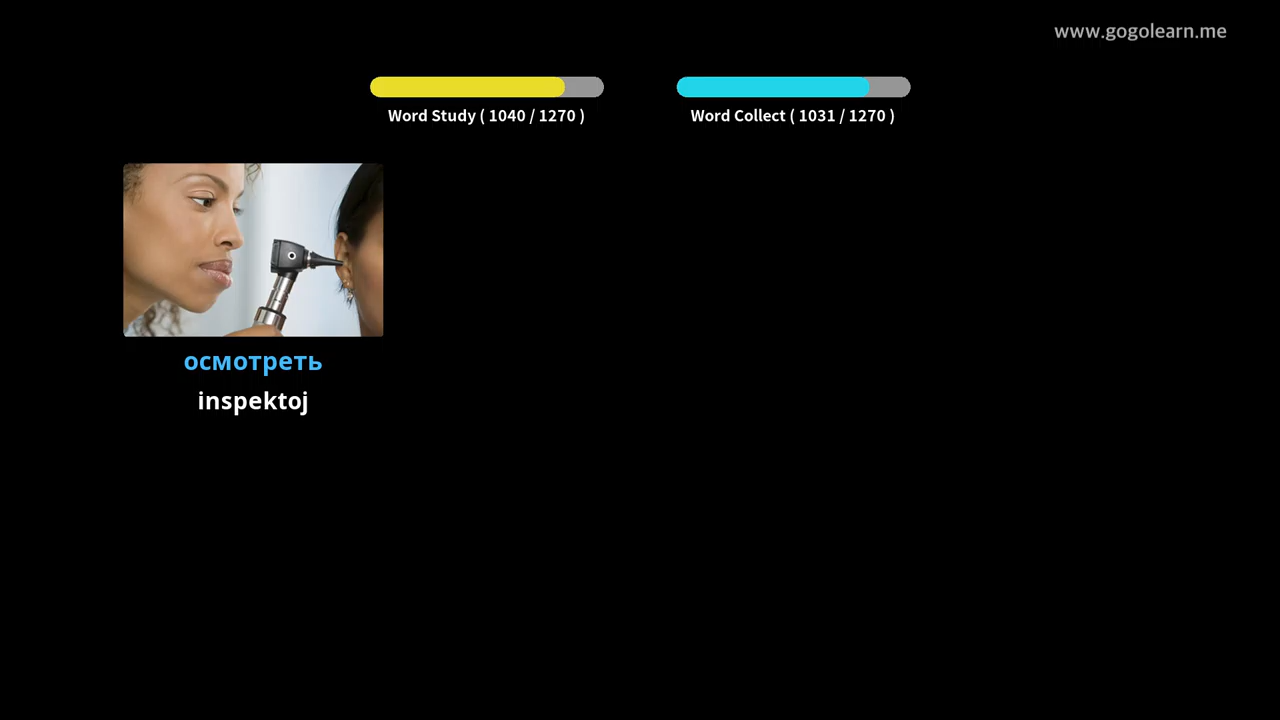 www.gogolearn.me
Word Study ( 1040 / 1270 )
Word Collect ( 1031 / 1270 )
осмотреть
inspektoj